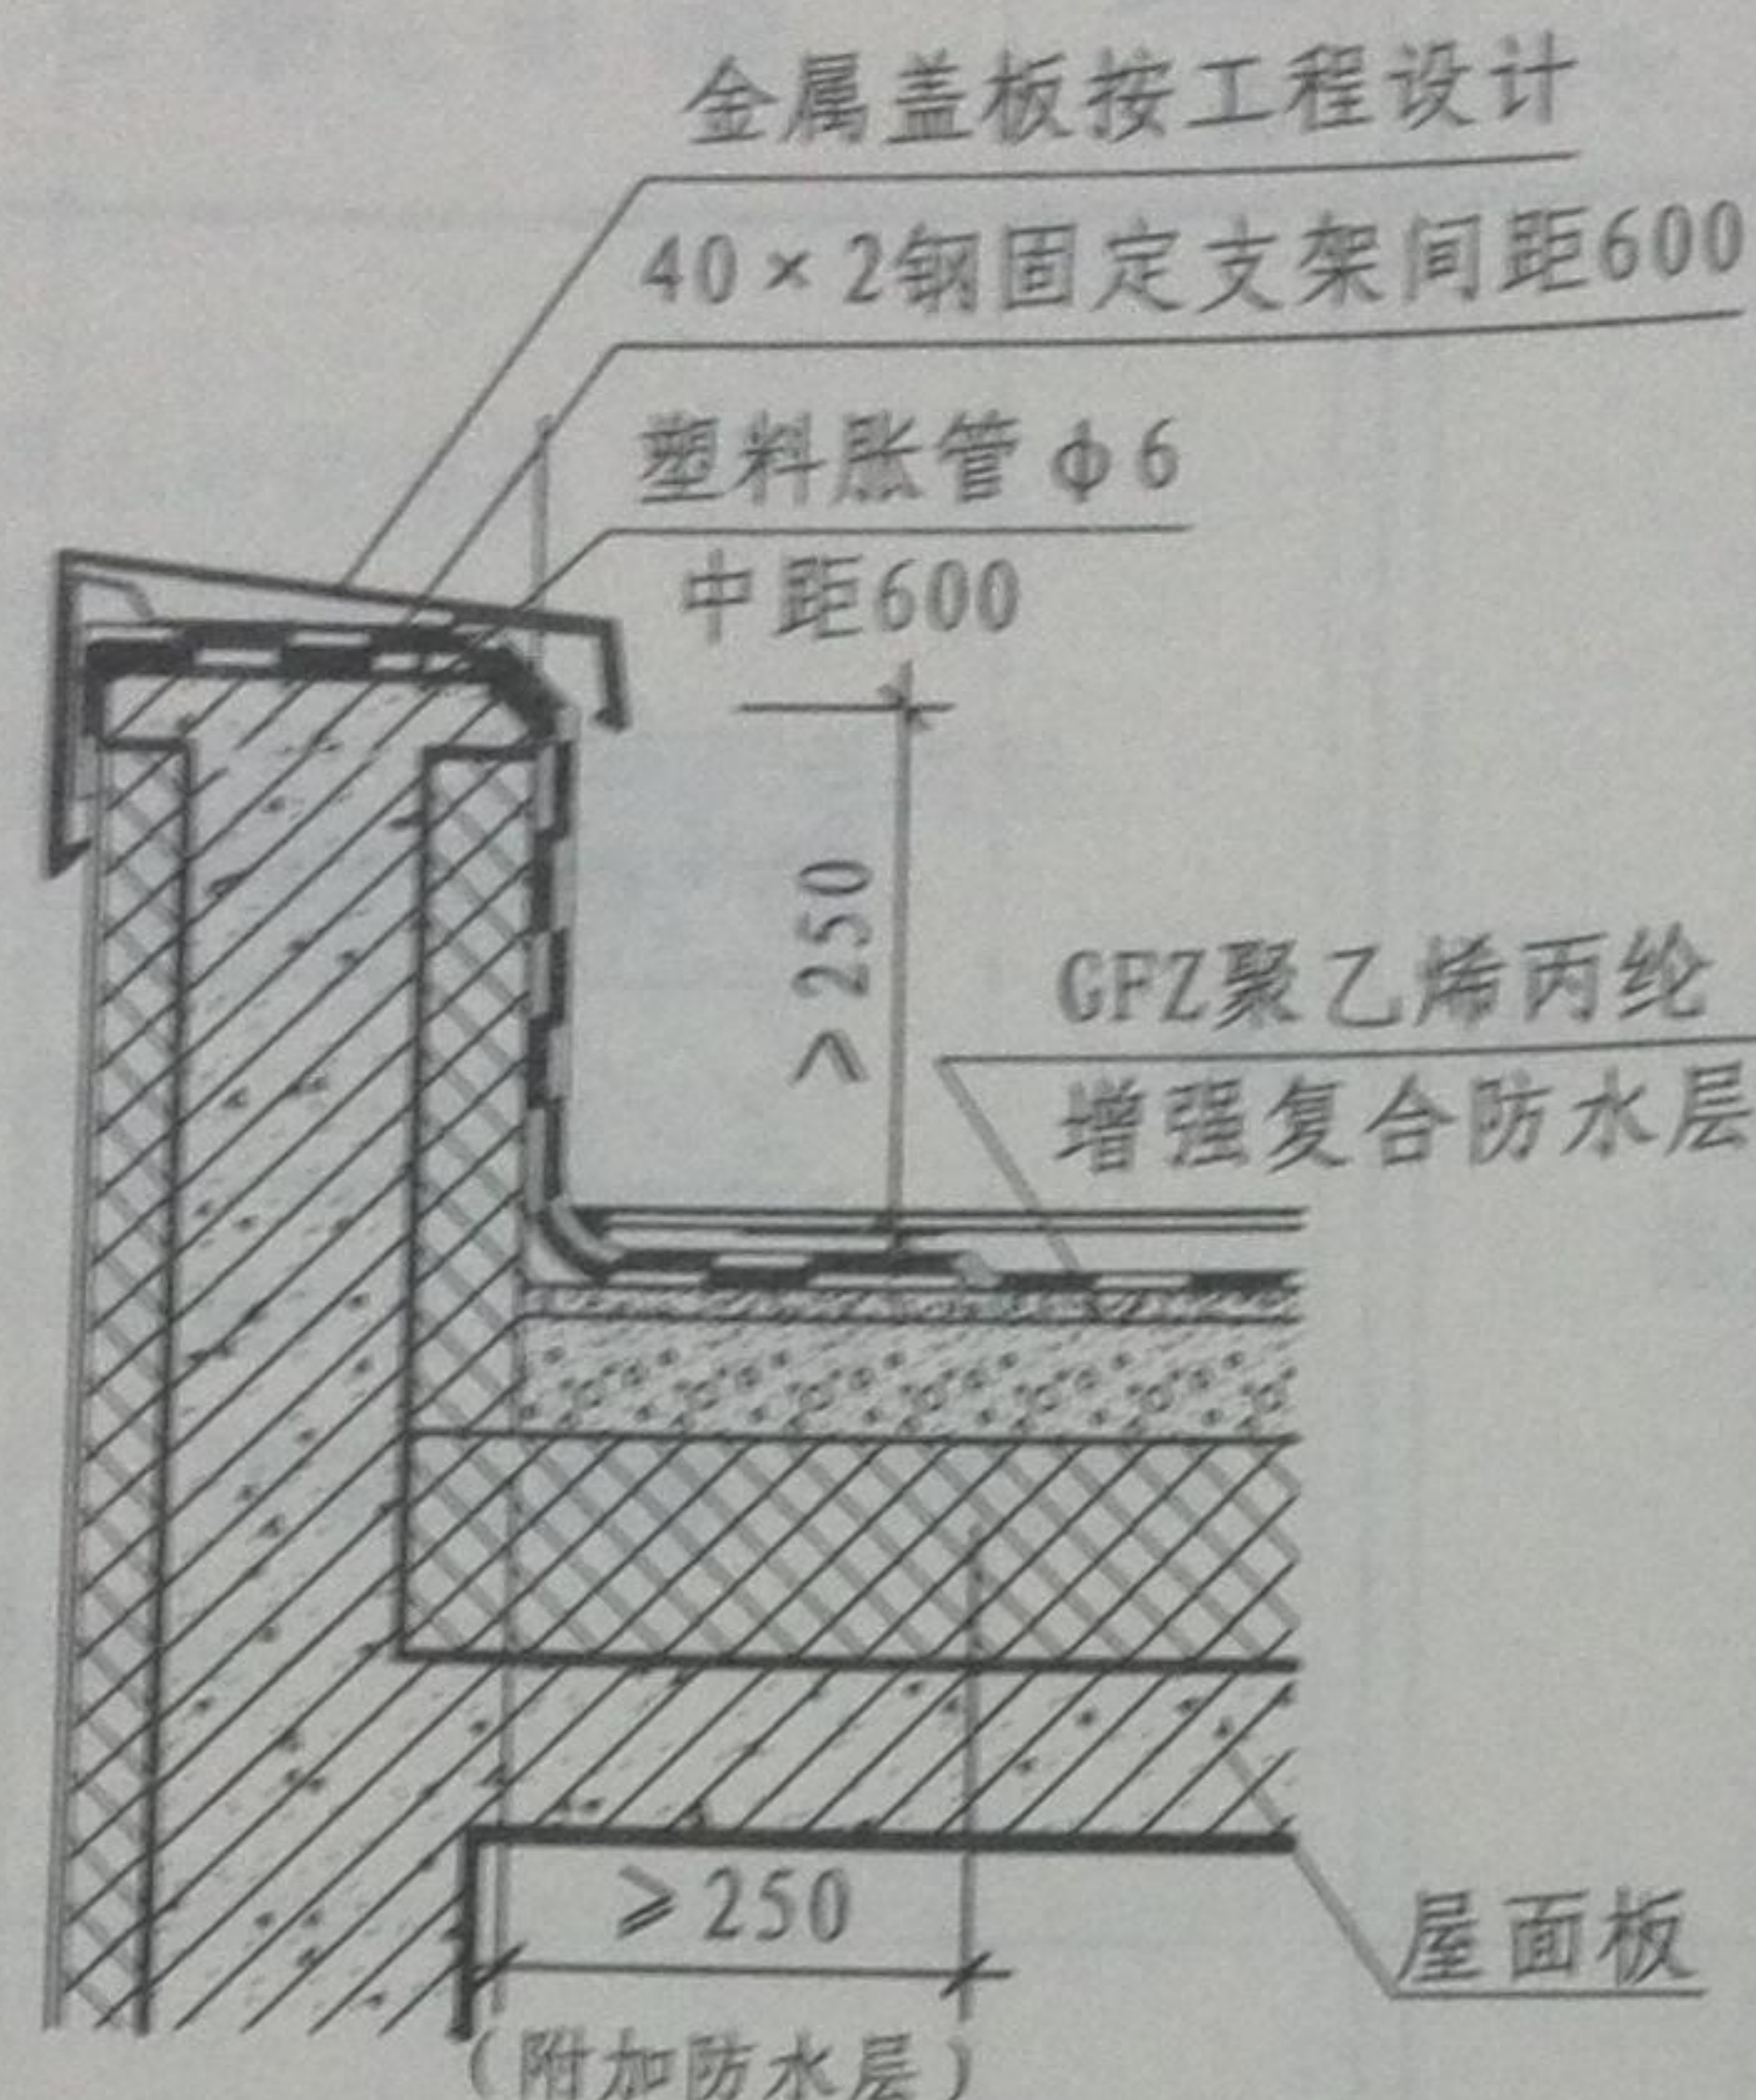 金属盖板按工程设计
40×2钢固定支架间距600
塑料胀管ф6
中距600
>250
GFZ聚乙烯丙纶
增强复合防水层
≥250
屋面板
(附加防水层)